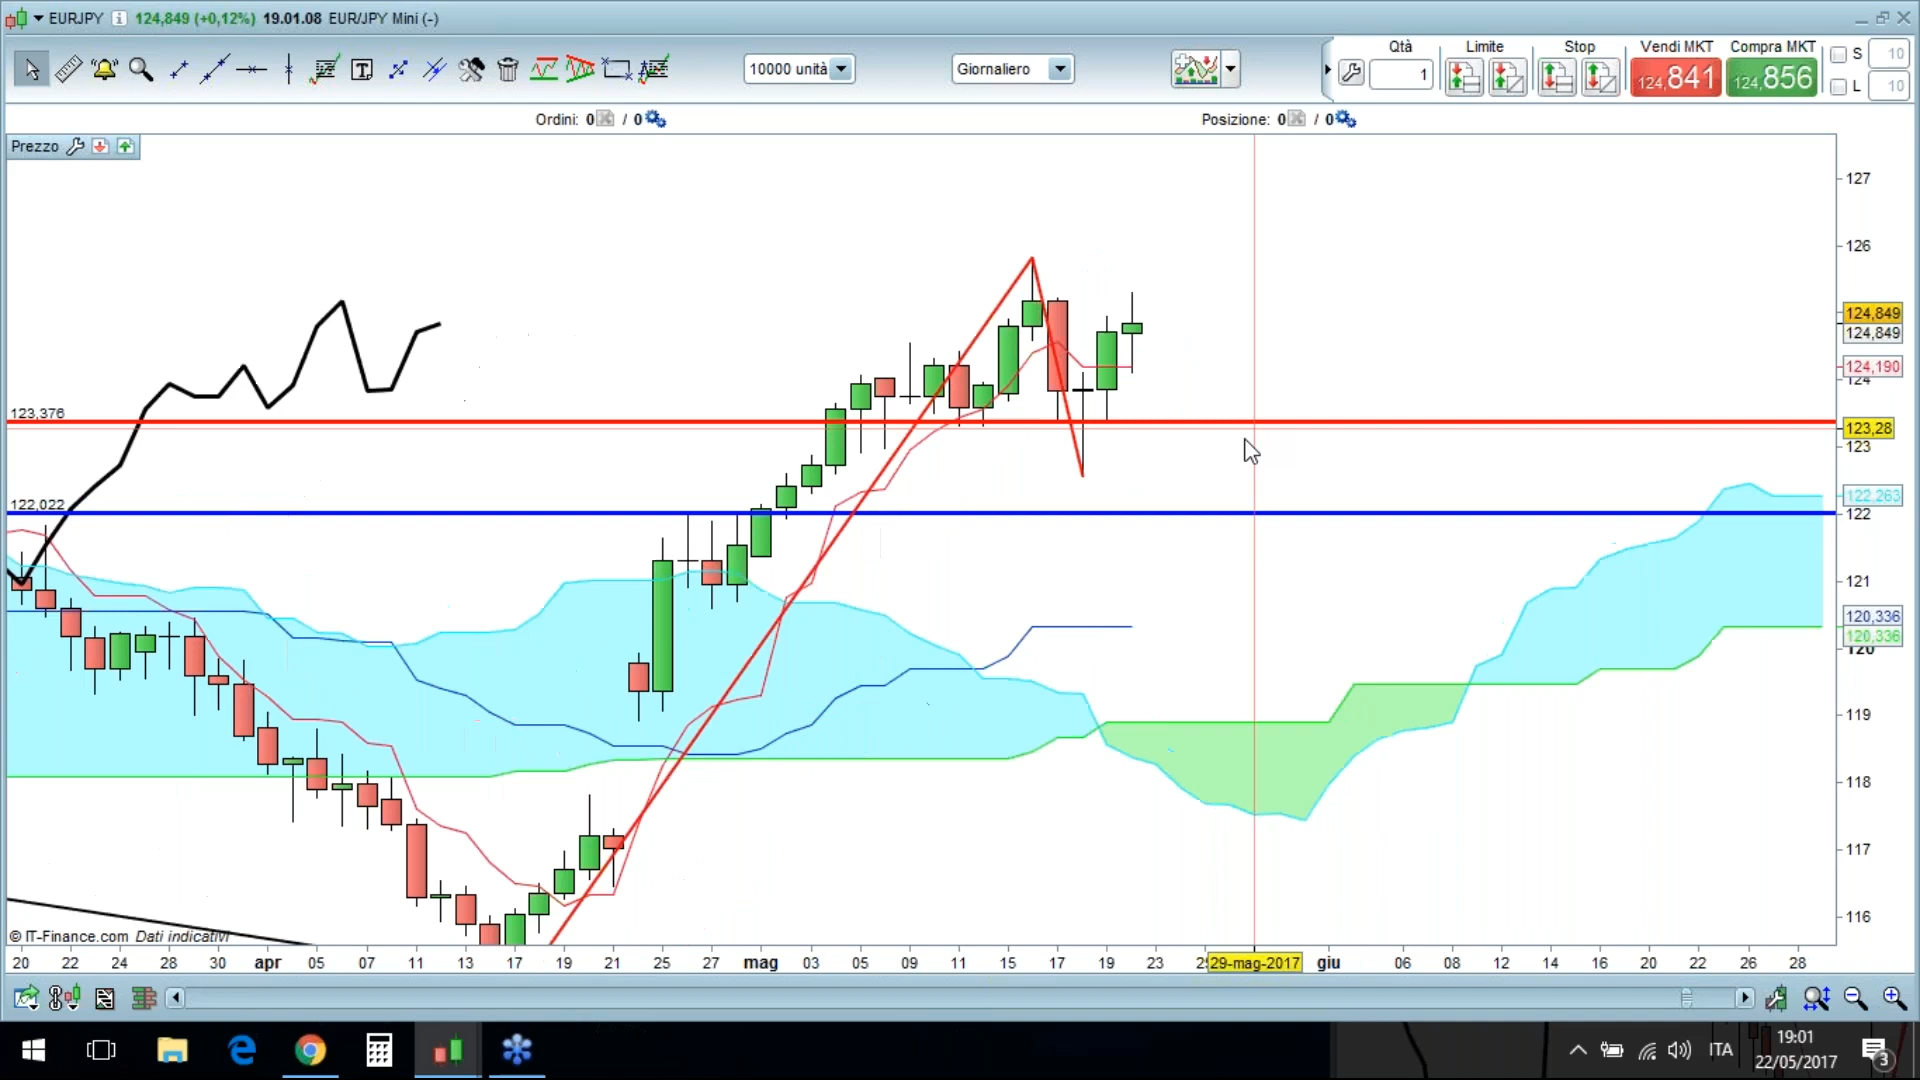 EURJPY 124,849 (+0,12%) 19.01.08 EUR/JPY Mini (-)
10000 unità
Giornaliero
Qtà
1
Limite
Stop
Vendi MKT
124,841
Compra MKT
124,856
S 10
L 10
Ordini: 0 / 0
Posizione: 0 / 0
Prezzo
127
126
124,849
124,849
124,190
124
123,376
123,28
123
122,263
122,022
122
121
120,336
120,336
120
119
118
117
116
© IT-Finance.com Dati indicativi
20 22 24 28 30 apr 05 07 11 13 17 19 21 25 27 mag 03 05 09 11 15 17 19 23 29-mag-2017 giu 06 08 12 14 16 20 22 26 28
ITA
19:01
22/05/2017
3